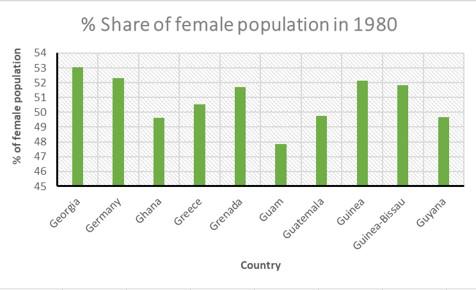 % Share of female population in 1980
% of female population
54
53
52
51
50
49
48
47
46
45
Georgia
Germany
Ghana
Greece
Grenada
Guam
Guatemala
Guinea
Guinea-Bissau
Guyana
Country